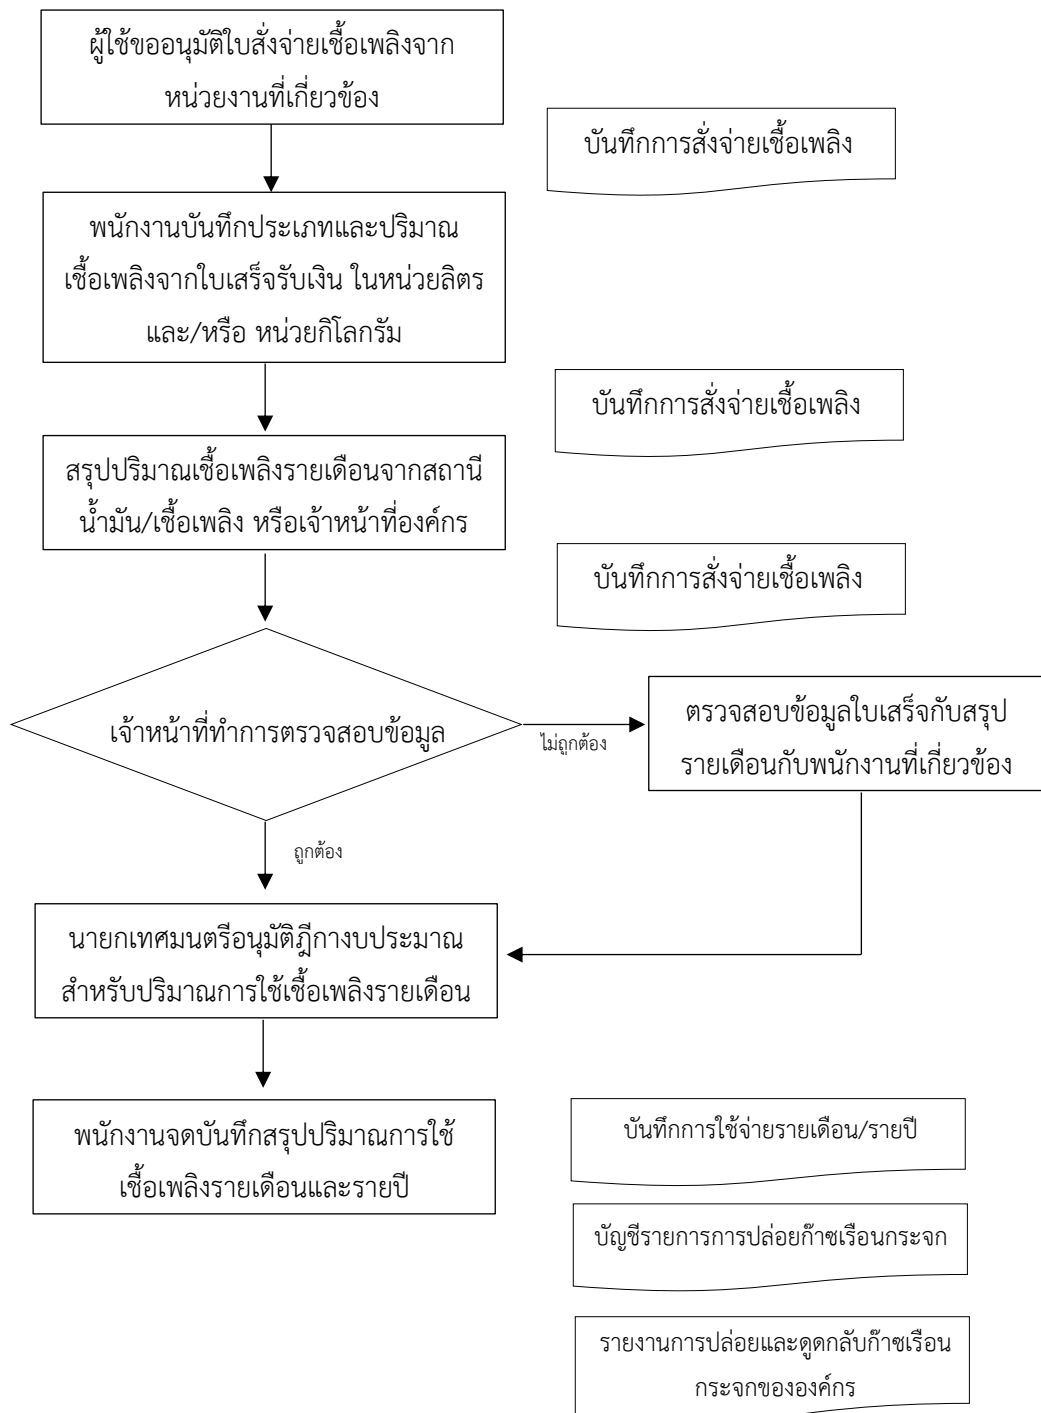 ผู้ใช้ขออนุมัติใบสั่งจ่ายเชื้อเพลิงจาก
หน่วยงานที่เกี่ยวข้อง
บันทึกการสั่งจ่ายเชื้อเพลิง
พนักงานบันทึกประเภทและปริมาณ
เชื้อเพลิงจากใบเสร็จรับเงิน ในหน่วยลิตร
และ/หรือ หน่วยกิโลกรัม
บันทึกการสั่งจ่ายเชื้อเพลิง
สรุปปริมาณเชื้อเพลิงรายเดือนจากสถานี
น้ำมัน/เชื้อเพลิง หรือเจ้าหน้าที่องค์กร
บันทึกการสั่งจ่ายเชื้อเพลิง
เจ้าหน้าที่ทำการตรวจสอบข้อมูล
ไม่ถูกต้อง
ตรวจสอบข้อมูลใบเสร็จกับสรุป
รายเดือนกับพนักงานที่เกี่ยวข้อง
ถูกต้อง
นายกเทศมนตรีอนุมัติฎีกางบประมาณ
สำหรับปริมาณการใช้เชื้อเพลิงรายเดือน
พนักงานจดบันทึกสรุปปริมาณการใช้
เชื้อเพลิงรายเดือนและรายปี
บันทึกการใช้จ่ายรายเดือน/รายปี
บัญชีรายการการปล่อยก๊าซเรือนกระจก
รายงานการปล่อยและดูดกลับก๊าซเรือน
กระจกขององค์กร